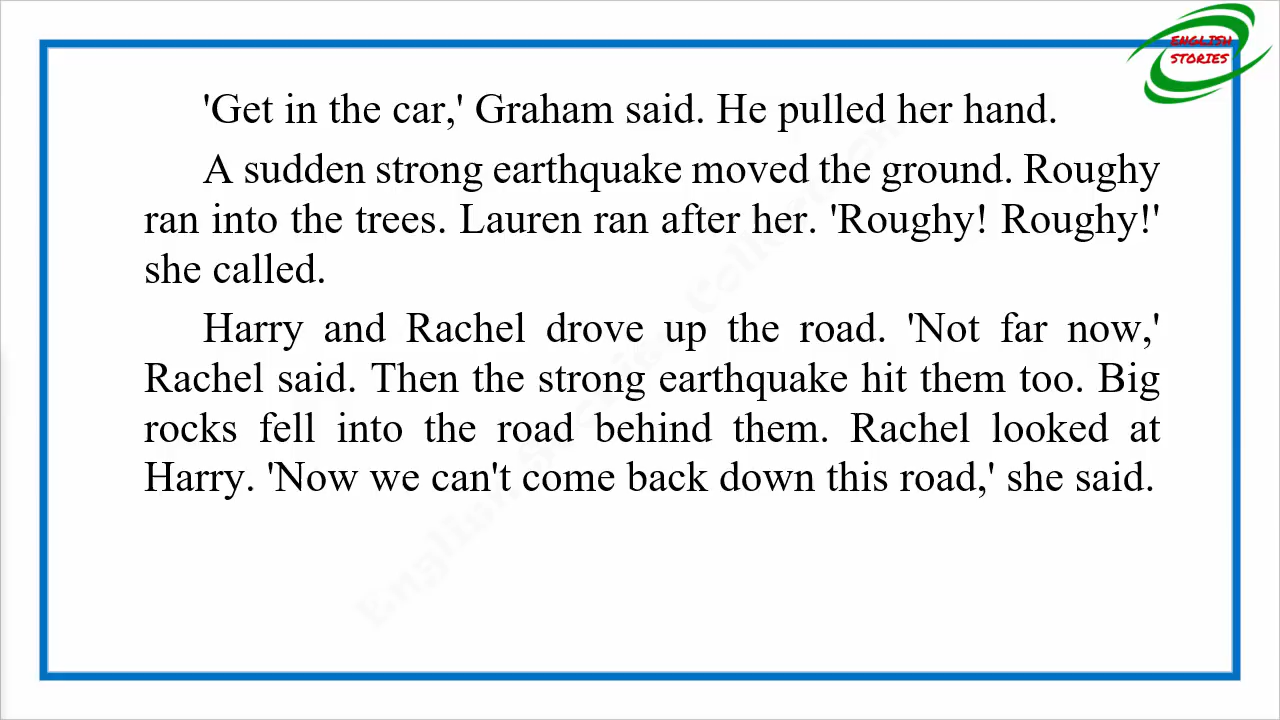 ENGLISH
STORIES
'Get in the car,' Graham said. He pulled her hand.
A sudden strong earthquake moved the ground. Roughy
ran into the trees. Lauren ran after her. 'Roughy! Roughy!'
she called.
Harry and Rachel drove up the road. 'Not far now,'
Rachel said. Then the strong earthquake hit them too. Big
rocks fell into the road behind them. Rachel looked at
Harry. 'Now we can't come back down this road,' she said.